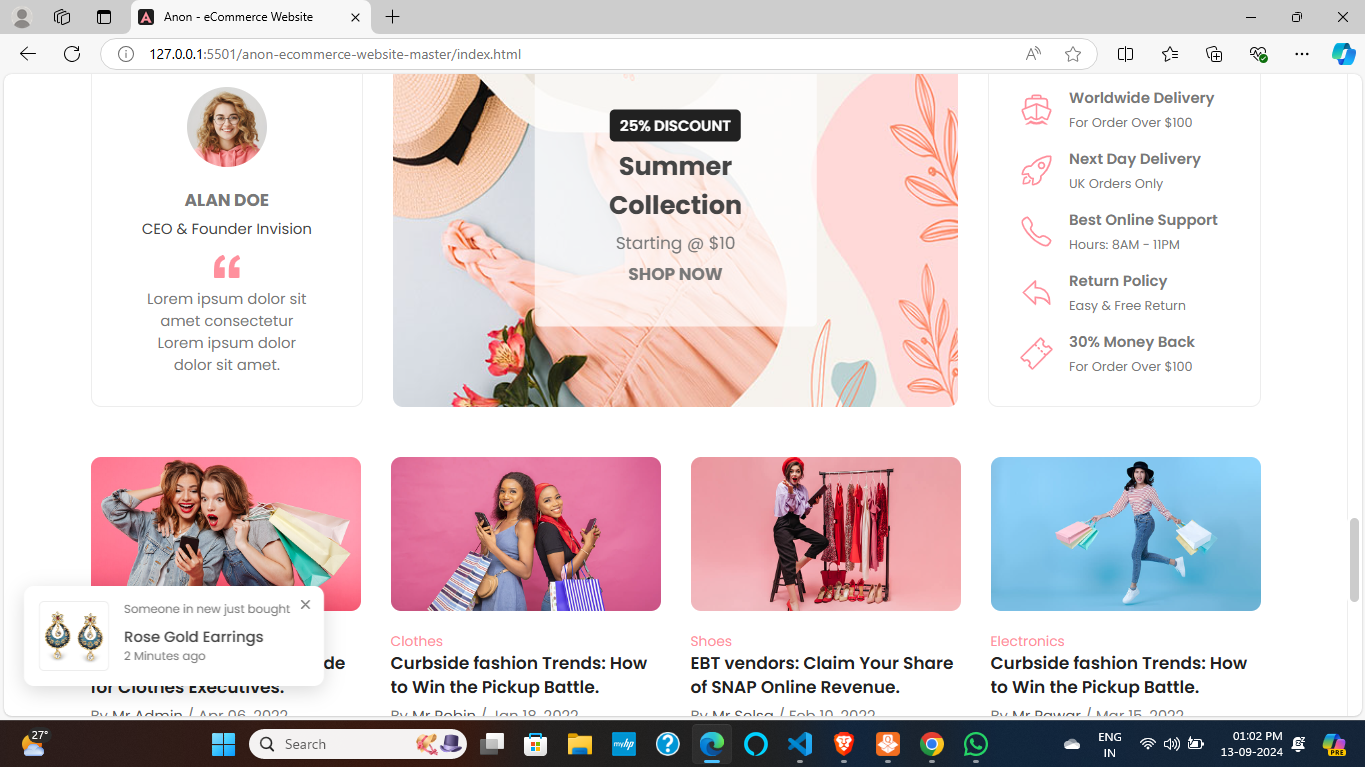 Anon - eCommerce Website
127.0.0.1:5501/anon-ecommerce-website-master/index.html
ALAN DOE
CEO & Founder Invision
Lorem ipsum dolor sit
amet consectetur
Lorem ipsum dolor
dolor sit amet.
25% DISCOUNT
Summer
Collection
Starting @ $10
SHOP NOW
Worldwide Delivery
For Order Over $100
Next Day Delivery
UK Orders Only
Best Online Support
Hours: 8AM - 11PM
Return Policy
Easy & Free Return
30% Money Back
For Order Over $100
Someone in new just bought
Rose Gold Earrings
2 Minutes ago
for Clothes Executives.
By Mr Admin / Apr 06, 2022
Clothes
Curbside fashion Trends: How
to Win the Pickup Battle.
By Mr Robin / Jan 18, 2022
Shoes
EBT vendors: Claim Your Share
of SNAP Online Revenue.
By Mr Selsa / Feb 10, 2022
Electronics
Curbside fashion Trends: How
to Win the Pickup Battle.
By Mr Pawar / Mar 15, 2022
27°
Search
myhp
ENG
IN
01:02 PM
13-09-2024
PRE